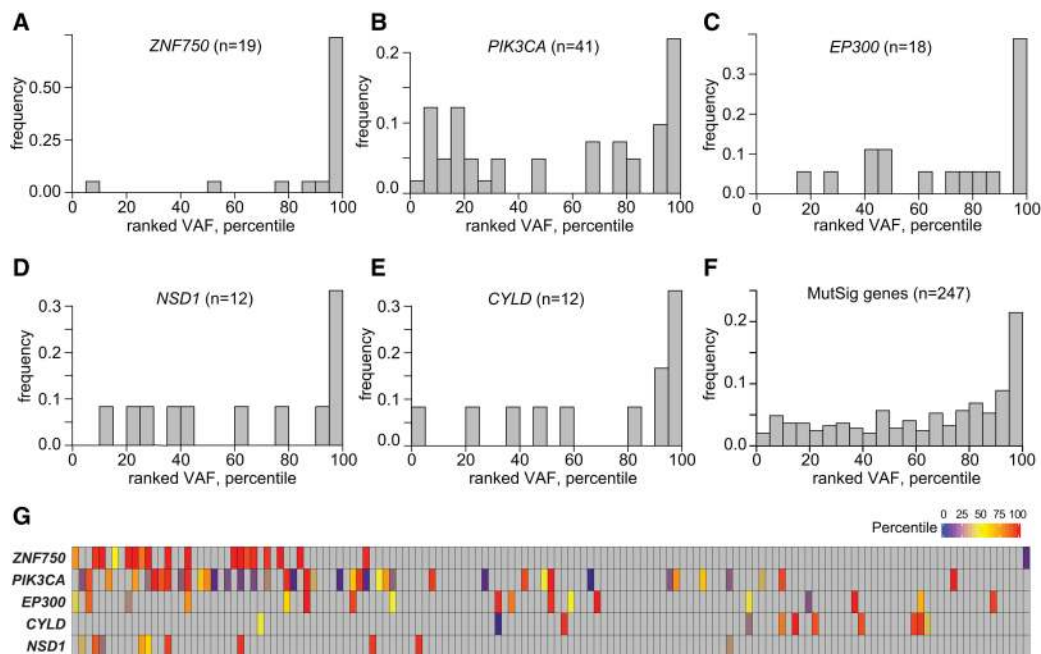 A
ZNF750 (n=19)
frequency
0.50
0.25
0.00
0 20 40 60 80 100
ranked VAF, percentile
B
PIK3CA (n=41)
frequency
0.2
0.1
0.0
0 20 40 60 80 100
ranked VAF, percentile
C
EP300 (n=18)
frequency
0.3
0.2
0.1
0.0
0 20 40 60 80 100
ranked VAF, percentile
D
NSD1 (n=12)
frequency
0.3
0.2
0.1
0.0
0 20 40 60 80 100
ranked VAF, percentile
E
CYLD (n=12)
frequency
0.3
0.2
0.1
0.0
0 20 40 60 80 100
ranked VAF, percentile
F
MutSig genes (n=247)
frequency
0.2
0.1
0.0
0 20 40 60 80 100
ranked VAF, percentile
G
0 25 50 75 100
Percentile
ZNF750
PIK3CA
EP300
CYLD
NSD1